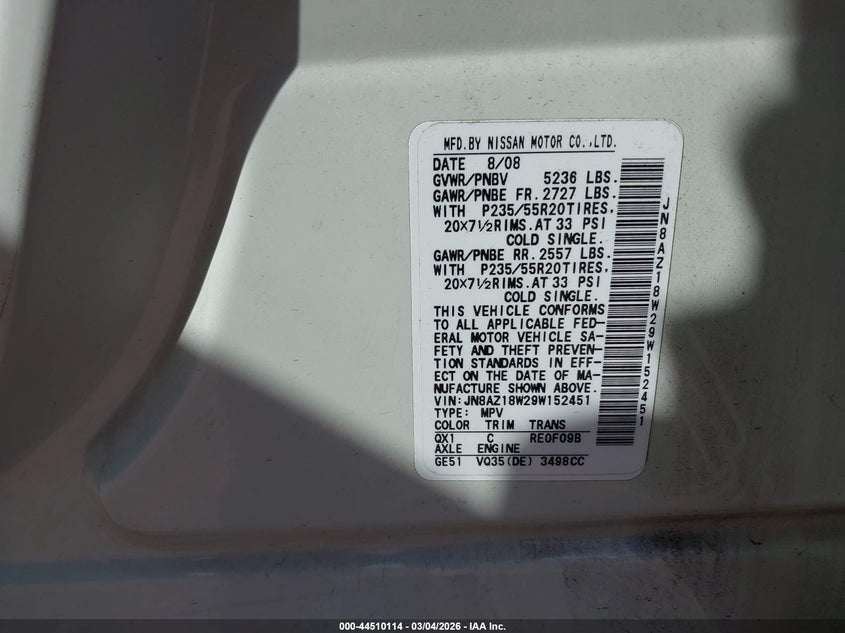 MFD.BY NISSAN MOTOR CO.,LTD.
DATE 8/08
GVWR/PNBV 5236 LBS.
GAWR/PNBE FR.2727 LBS.
WITH P235/55R20TIRES,
20X7½RIMS.AT 33 PSI
COLD SINGLE.
GAWR/PNBE RR.2557 LBS.
WITH P235/55R20TIRES,
20X7½RIMS.AT 33 PSI
COLD SINGLE.
THIS VEHICLE CONFORMS
TO ALL APPLICABLE FED-
ERAL MOTOR VEHICLE SA-
FETY AND THEFT PREVEN-
TION STANDARDS IN EFF-
ECT ON THE DATE OF MA-
NUFACTURE SHOWN ABOVE.
VIN:JN8AZ18W29W152451
TYPE: MPV
COLOR TRIM TRANS
QX1 C RE0F09B
AXLE ENGINE
GE51 VQ35(DE) 3498CC
JN8AZ18W29W152451
000-44510114 - 03/04/2026 - IAA Inc.